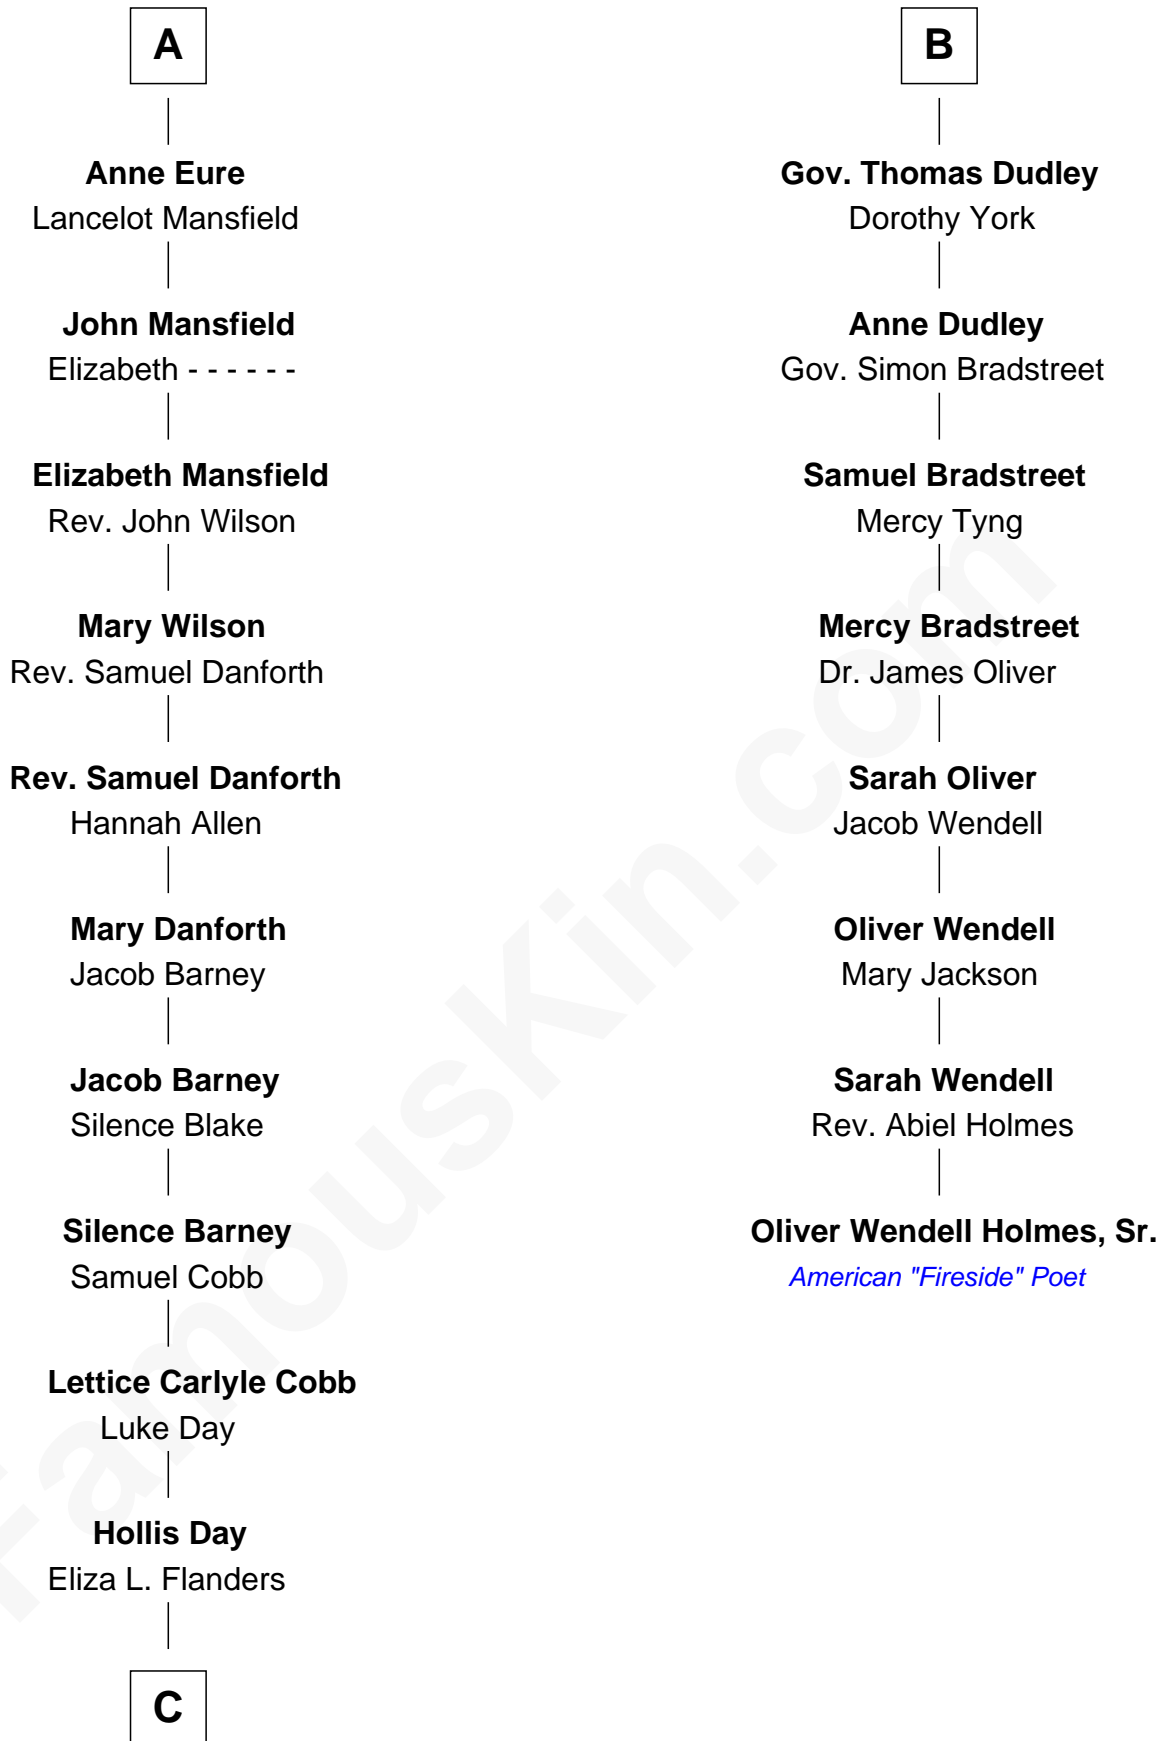 A
Anne Eure
Lancelot Mansfield
John Mansfield
Elizabeth - - - - - -
Elizabeth Mansfield
Rev. John Wilson
Mary Wilson
Rev. Samuel Danforth
Rev. Samuel Danforth
Hannah Allen
Mary Danforth
Jacob Barney
Jacob Barney
Silence Blake
Silence Barney
Samuel Cobb
Lettice Carlyle Cobb
Luke Day
Hollis Day
Eliza L. Flanders
C
B
Gov. Thomas Dudley
Dorothy York
Anne Dudley
Gov. Simon Bradstreet
Samuel Bradstreet
Mercy Tyng
Mercy Bradstreet
Dr. James Oliver
Sarah Oliver
Jacob Wendell
Oliver Wendell
Mary Jackson
Sarah Wendell
Rev. Abiel Holmes
Oliver Wendell Holmes, Sr.
American "Fireside" Poet
FamousKin.com